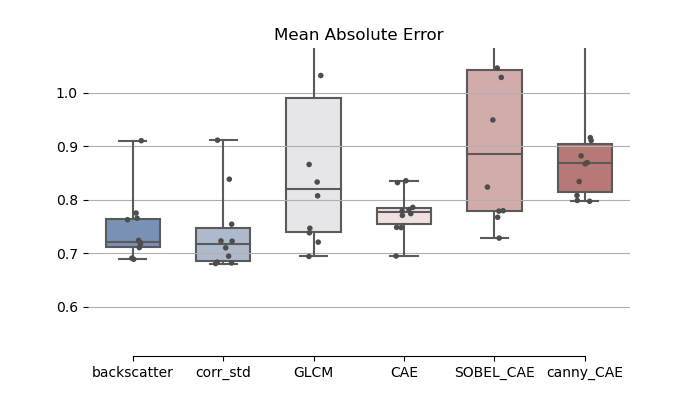 Mean Absolute Error
1.0
0.9
0.8
0.7
0.6
backscatter corr_std GLCM CAE SOBEL_CAE canny_CAE